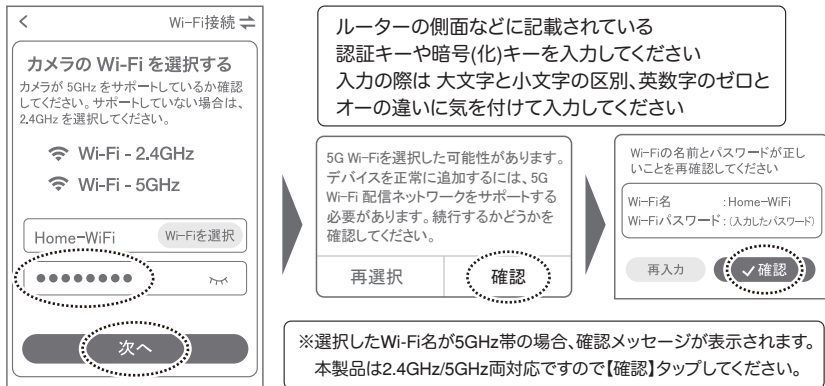 Wi-Fi接続
カメラの Wi-Fi を選択する
カメラが 5GHz をサポートしているか確認
してください。サポートしていない場合は、
2.4GHz を選択してください。
Wi-Fi - 2.4GHz
Wi-Fi - 5GHz
Home-WiFi
Wi-Fiを選択
次へ
ルーターの側面などに記載されている
認証キーや暗号(化)キーを入力してください
入力の際は 大文字と小文字の区別、英数字のゼロと
オーの違いに気を付けて入力してください
5G Wi-Fiを選択した可能性があります。
デバイスを正常に追加するには、5G
Wi-Fi 配信ネットワークをサポートする
必要があります。続行するかどうかを
確認してください。
再選択
確認
Wi-Fiの名前とパスワードが正し
いことを再確認してください
Wi-Fi名 :Home-WiFi
Wi-Fiパスワード:(入力したパスワード)
再入力
✓確認
※選択したWi-Fi名が5GHz帯の場合、確認メッセージが表示されます。
本製品は2.4GHz/5GHz両対応ですので【確認】タップしてください。